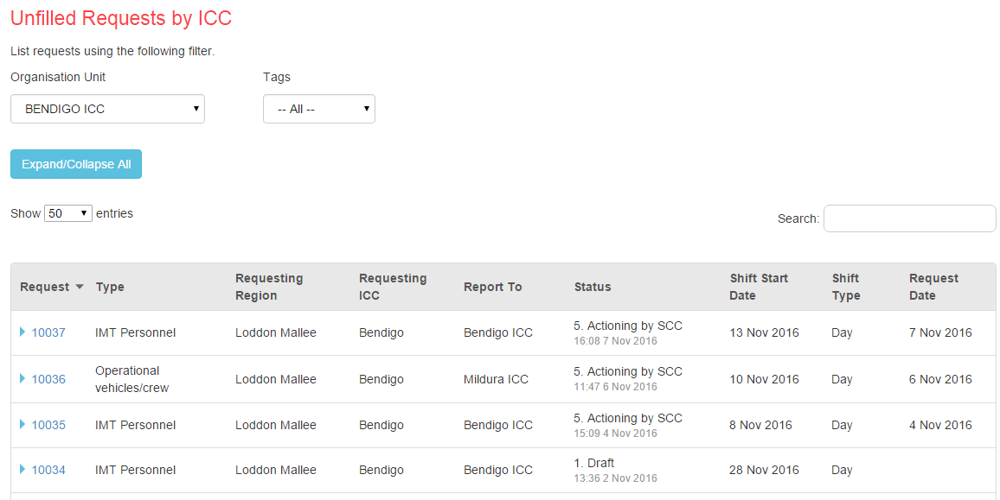 Unfilled Requests by ICC
List requests using the following filter.
Organisation Unit Tags
BENDIGO ICC -- All --
Expand/Collapse All
Show 50 entries
Search:
Request Type Requesting Region Requesting ICC Report To Status Shift Start Date Shift Type Request Date
10037 IMT Personnel Loddon Mallee Bendigo Bendigo ICC 5. Actioning by SCC 13 Nov 2016 Day 7 Nov 2016
16:08 7 Nov 2016
10036 Operational vehicles/crew Loddon Mallee Bendigo Mildura ICC 5. Actioning by SCC 10 Nov 2016 Day 6 Nov 2016
11:47 6 Nov 2016
10035 IMT Personnel Loddon Mallee Bendigo Bendigo ICC 5. Actioning by SCC 8 Nov 2016 Day 4 Nov 2016
15:09 4 Nov 2016
10034 IMT Personnel Loddon Mallee Bendigo Bendigo ICC 1. Draft 28 Nov 2016 Day
13:36 2 Nov 2016